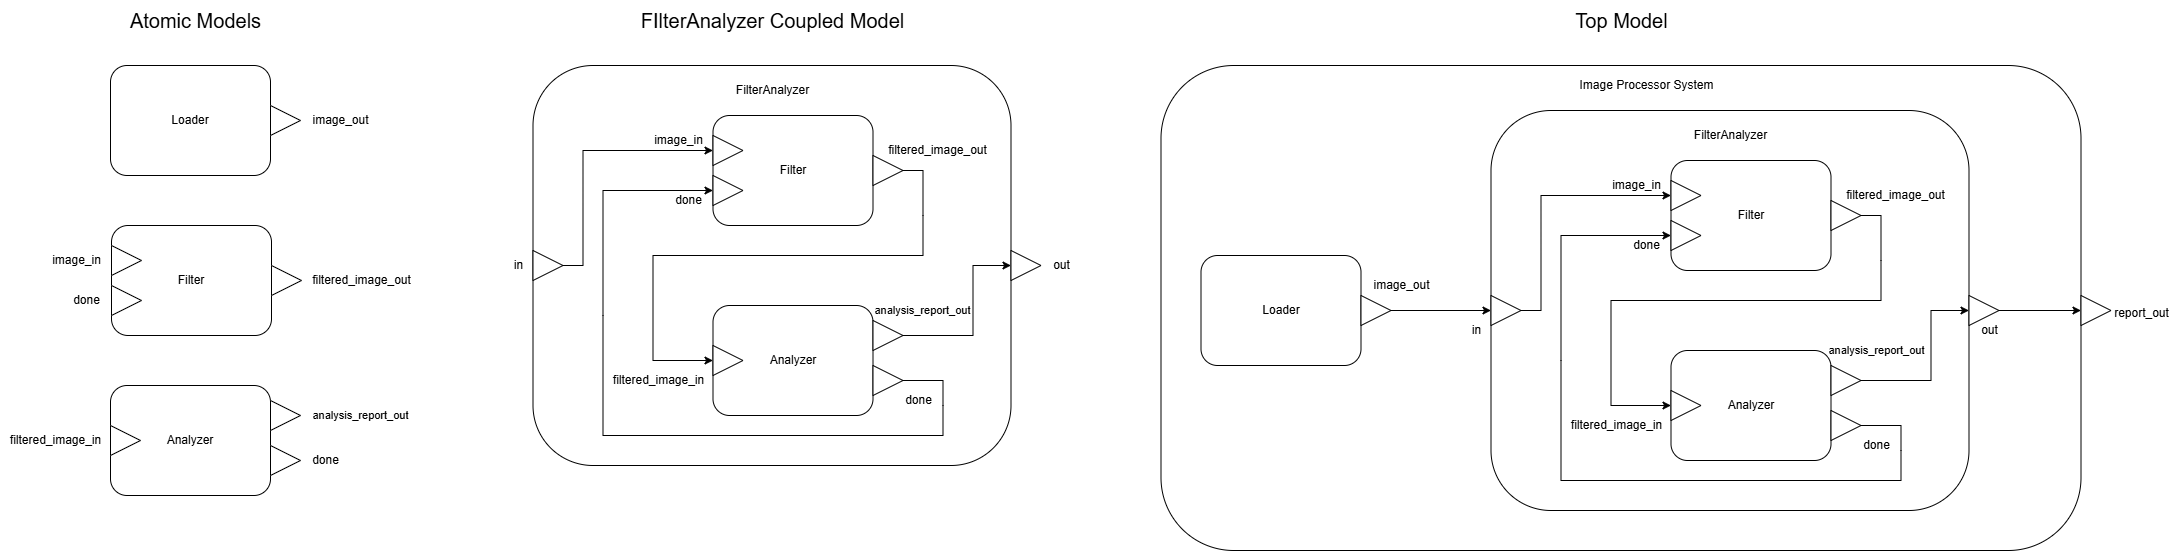 Atomic Models
Loader
image_out
image_in
done
Filter
filtered_image_out
filtered_image_in
Analyzer
analysis_report_out
done
FIlterAnalyzer Coupled Model
FilterAnalyzer
image_in
done
Filter
filtered_image_out
in
out
analysis_report_out
filtered_image_in
Analyzer
done
Top Model
Image Processor System
FilterAnalyzer
image_in
done
Filter
filtered_image_out
Loader
image_out
in
out
report_out
analysis_report_out
filtered_image_in
Analyzer
done